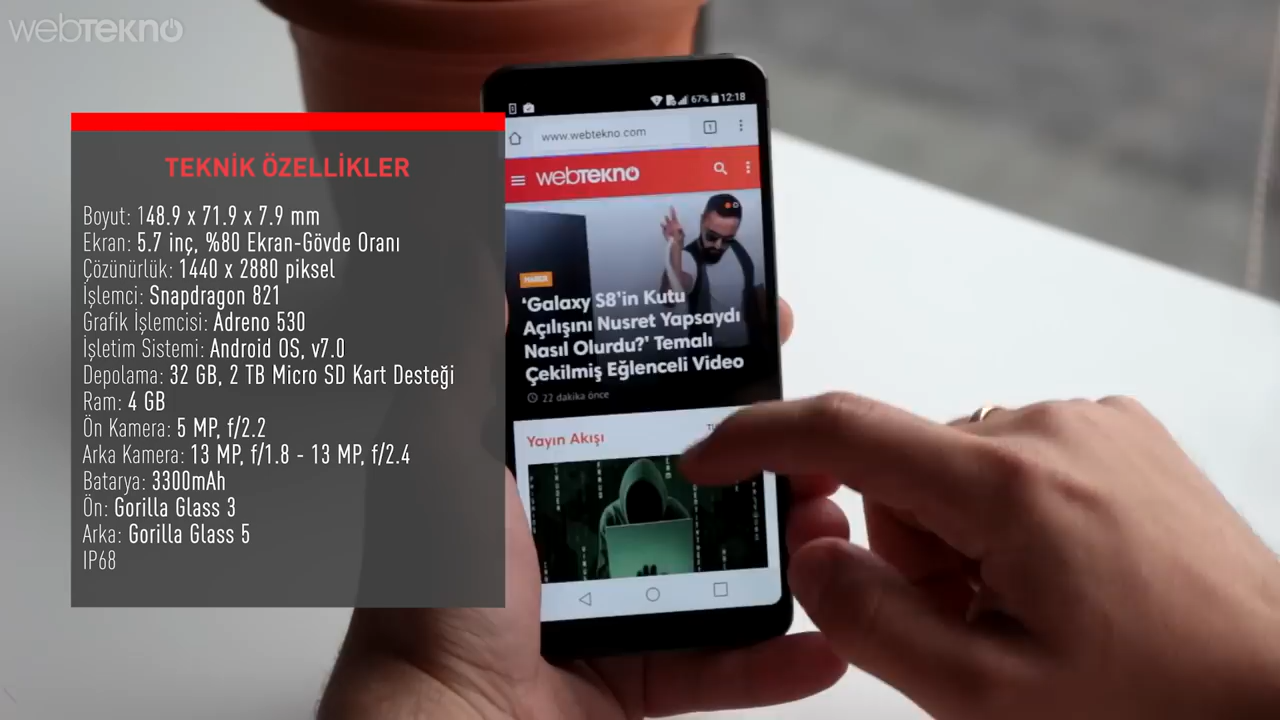 webTEKNO
TEKNİK ÖZELLİKLER
Boyut: 148.9 x 71.9 x 7.9 mm
Ekran: 5.7 inç, %80 Ekran-Gövde Oranı
Çözünürlük: 1440 x 2880 piksel
İşlemci: Snapdragon 821
Grafik İşlemcisi: Adreno 530
İşletim Sistemi: Android OS, v7.0
Depolama: 32 GB, 2 TB Micro SD Kart Desteği
Ram: 4 GB
Ön Kamera: 5 MP, f/2.2
Arka Kamera: 13 MP, f/1.8 - 13 MP, f/2.4
Batarya: 3300mAh
Ön: Gorilla Glass 3
Arka: Gorilla Glass 5
IP68
67% 12:18
www.webtekno.com
1
webTEKNO
HABER
‘Galaxy S8’in Kutu
Açılışını Nusret Yapsaydı
Nasıl Olurdu?’ Temalı
Çekilmiş Eğlenceli Video
22 dakika önce
Yayın Akışı